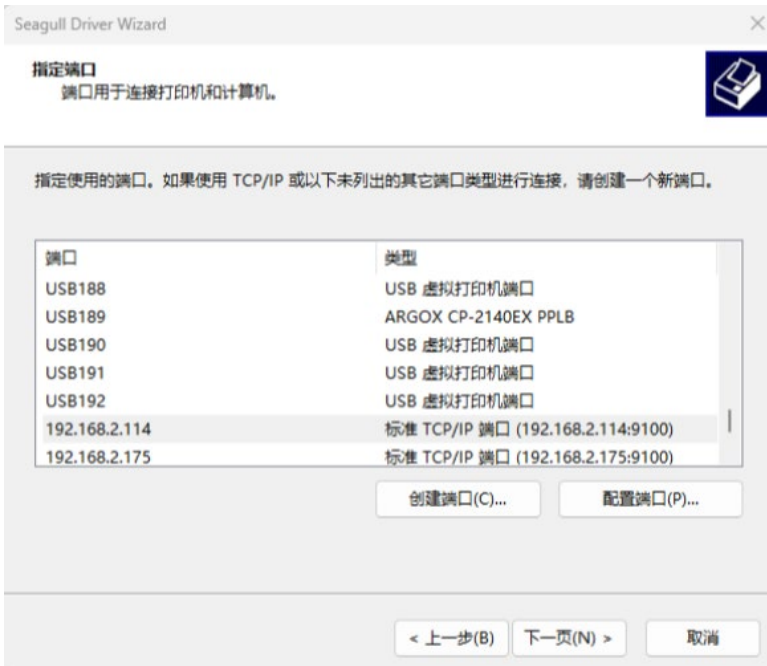 Seagull Driver Wizard
指定端口
端口用于连接打印机和计算机。
指定使用的端口。如果使用 TCP/IP 或以下未列出的其它端口类型进行连接，请创建一个新端口。
端口 类型
USB188 USB 虚拟打印机端口
USB189 ARGOX CP-2140EX PPLB
USB190 USB 虚拟打印机端口
USB191 USB 虚拟打印机端口
USB192 USB 虚拟打印机端口
192.168.2.114 标准 TCP/IP 端口 (192.168.2.114:9100)
192.168.2.175 标准 TCP/IP 端口 (192.168.2.175:9100)
创建端口(C)... 配置端口(P)...
< 上一步(B) 下一页(N) > 取消